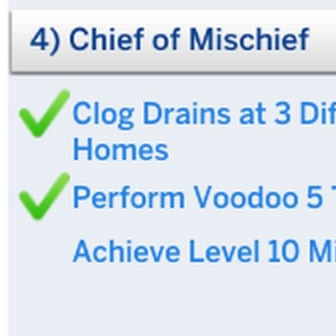 4) Chief of Mischief
Clog Drains at 3 Dif
Homes
Perform Voodoo 5
Achieve Level 10 Mi